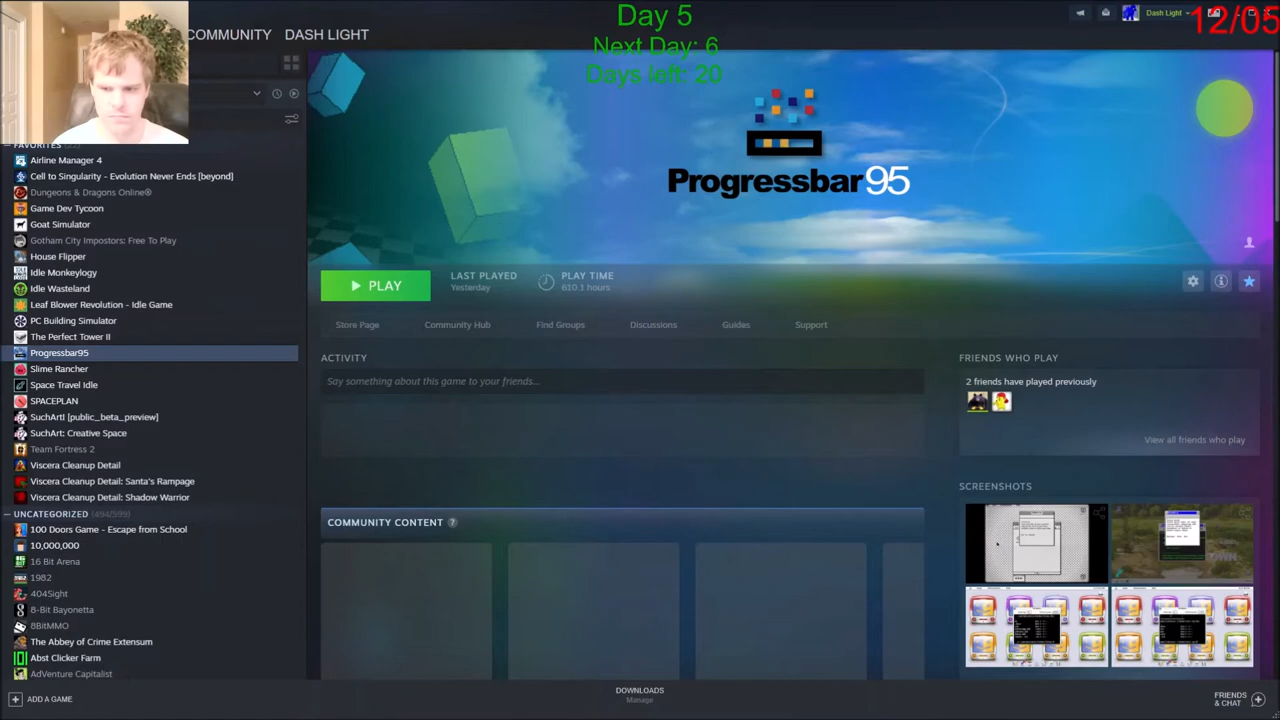 Day 5
Next Day: 6
Days left: 20
12/05
COMMUNITY DASH LIGHT
Dash Light
Progressbar95
FAVORITES
Airline Manager 4
Cell to Singularity - Evolution Never Ends [beyond]
Dungeons & Dragons Online®
Game Dev Tycoon
Goat Simulator
Gotham City Impostors: Free To Play
House Flipper
Idle Monkeylogy
Idle Wasteland
Leaf Blower Revolution - Idle Game
PC Building Simulator
The Perfect Tower II
Progressbar95
Slime Rancher
Space Travel Idle
SPACEPLAN
SuchArt! [public_beta_preview]
SuchArt: Creative Space
Team Fortress 2
Viscera Cleanup Detail
Viscera Cleanup Detail: Santa's Rampage
Viscera Cleanup Detail: Shadow Warrior
UNCATEGORIZED (494/599)
100 Doors Game - Escape from School
10,000,000
16 Bit Arena
1982
404Sight
8-Bit Bayonetta
8BitMMO
The Abbey of Crime Extensum
Abst Clicker Farm
AdVenture Capitalist
PLAY
LAST PLAYED
Yesterday
PLAY TIME
610.1 hours
Store Page Community Hub Find Groups Discussions Guides Support
ACTIVITY
Say something about this game to your friends...
COMMUNITY CONTENT ?
FRIENDS WHO PLAY
2 friends have played previously
View all friends who play
SCREENSHOTS
ADD A GAME
DOWNLOADS
Manage
FRIENDS
& CHAT